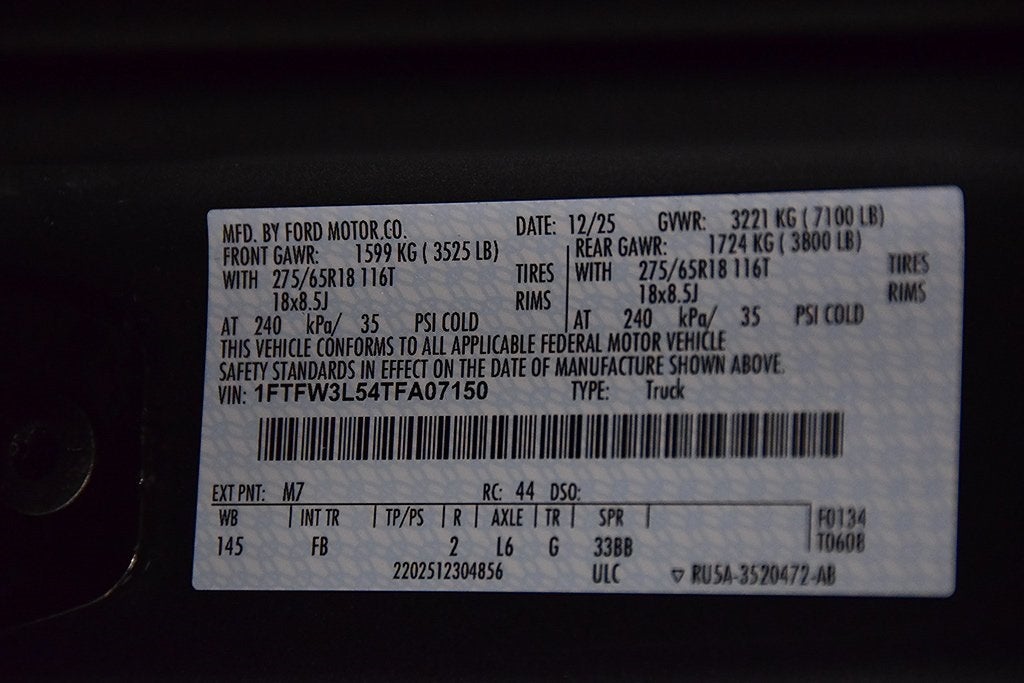 MFD. BY FORD MOTOR.CO. DATE: 12/25 GVWR: 3221 KG ( 7100 LB)
FRONT GAWR: 1599 KG ( 3525 LB) REAR GAWR: 1724 KG ( 3800 LB)
WITH 275/65R18 116T TIRES WITH 275/65R18 116T TIRES
18x8.5J RIMS 18x8.5J RIMS
AT 240 kPa/ 35 PSI COLD AT 240 kPa/ 35 PSI COLD
THIS VEHICLE CONFORMS TO ALL APPLICABLE FEDERAL MOTOR VEHICLE
SAFETY STANDARDS IN EFFECT ON THE DATE OF MANUFACTURE SHOWN ABOVE.
VIN: 1FTFW3L54TFA07150 TYPE: Truck
EXT PNT: M7 RC: 44 DSO:
WB INT TR TP/PS R AXLE TR SPR F0134
145 FB 2 L6 G 33BB T0608
2202512304856 ULC ▽ RU5A-3520472-AB